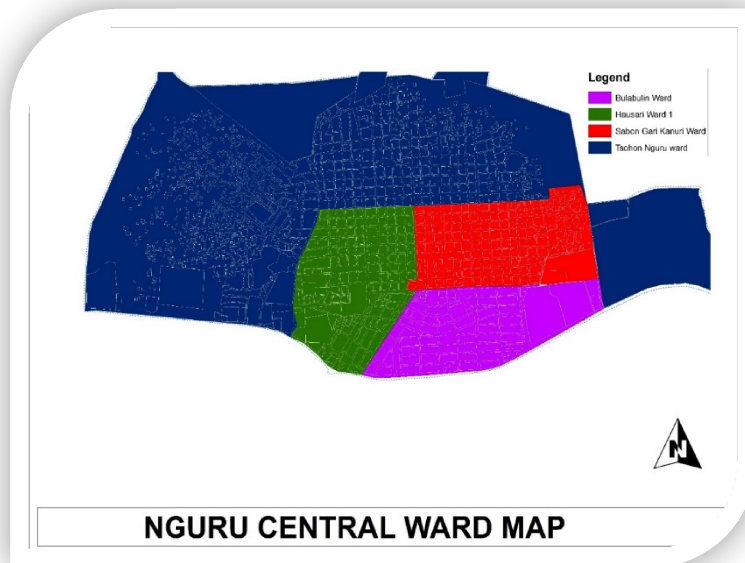 Legend
Bulabulin Ward
Hausari Ward 1
Sabon Gari Kanuri Ward
Tsohon Nguru ward
N
NGURU CENTRAL WARD MAP